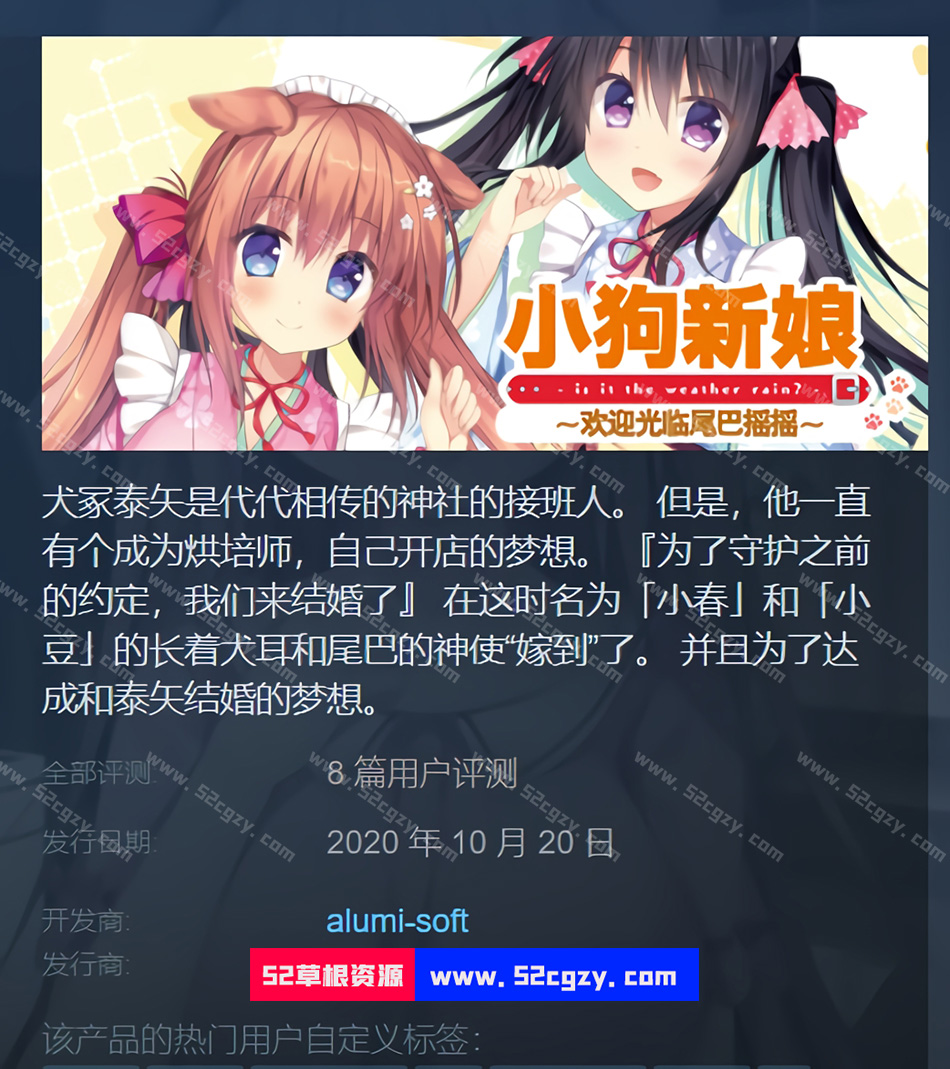 小狗新娘
- is it the weather rain? -
～欢迎光临尾巴摇摇～
犬冢泰矢是代代相传的神社的接班人。 但是，他一直
有个成为烘培师，自己开店的梦想。 『为了守护之前
的约定，我们来结婚了』 在这时名为「小春」和「小
豆」的长着犬耳和尾巴的神使“嫁到”了。 并且为了达
成和泰矢结婚的梦想。
全部评测: 8 篇用户评测
发行日期: 2020 年 10 月 20 日
开发商: alumi-soft
发行商:
52草根资源 www.52cgzy.com
该产品的热门用户自定义标签:
www.52cgzy.com